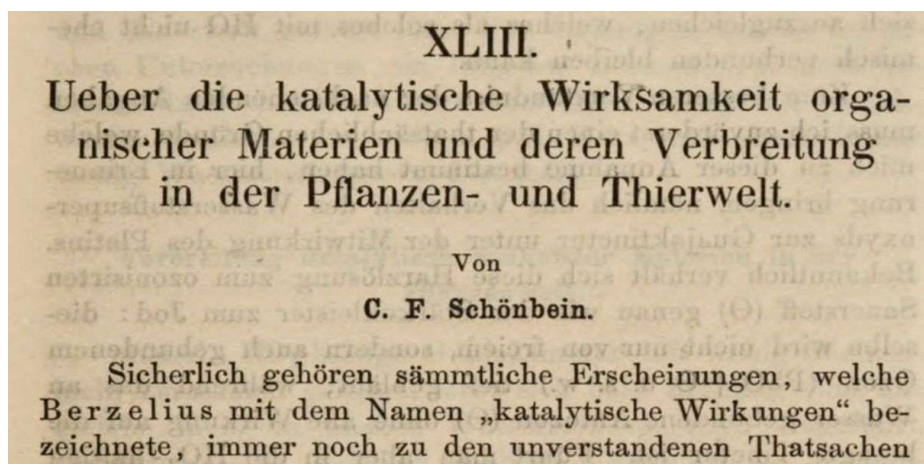 XLIII.
Ueber die katalytische Wirksamkeit orga-
nischer Materien und deren Verbreitung
in der Pflanzen- und Thierwelt.
Von
C. F. Schönbein.
Sicherlich gehören sämmtliche Erscheinungen, welche
Berzelius mit dem Namen „katalytische Wirkungen“ be-
zeichnete, immer noch zu den unverstandenen Thatsachen